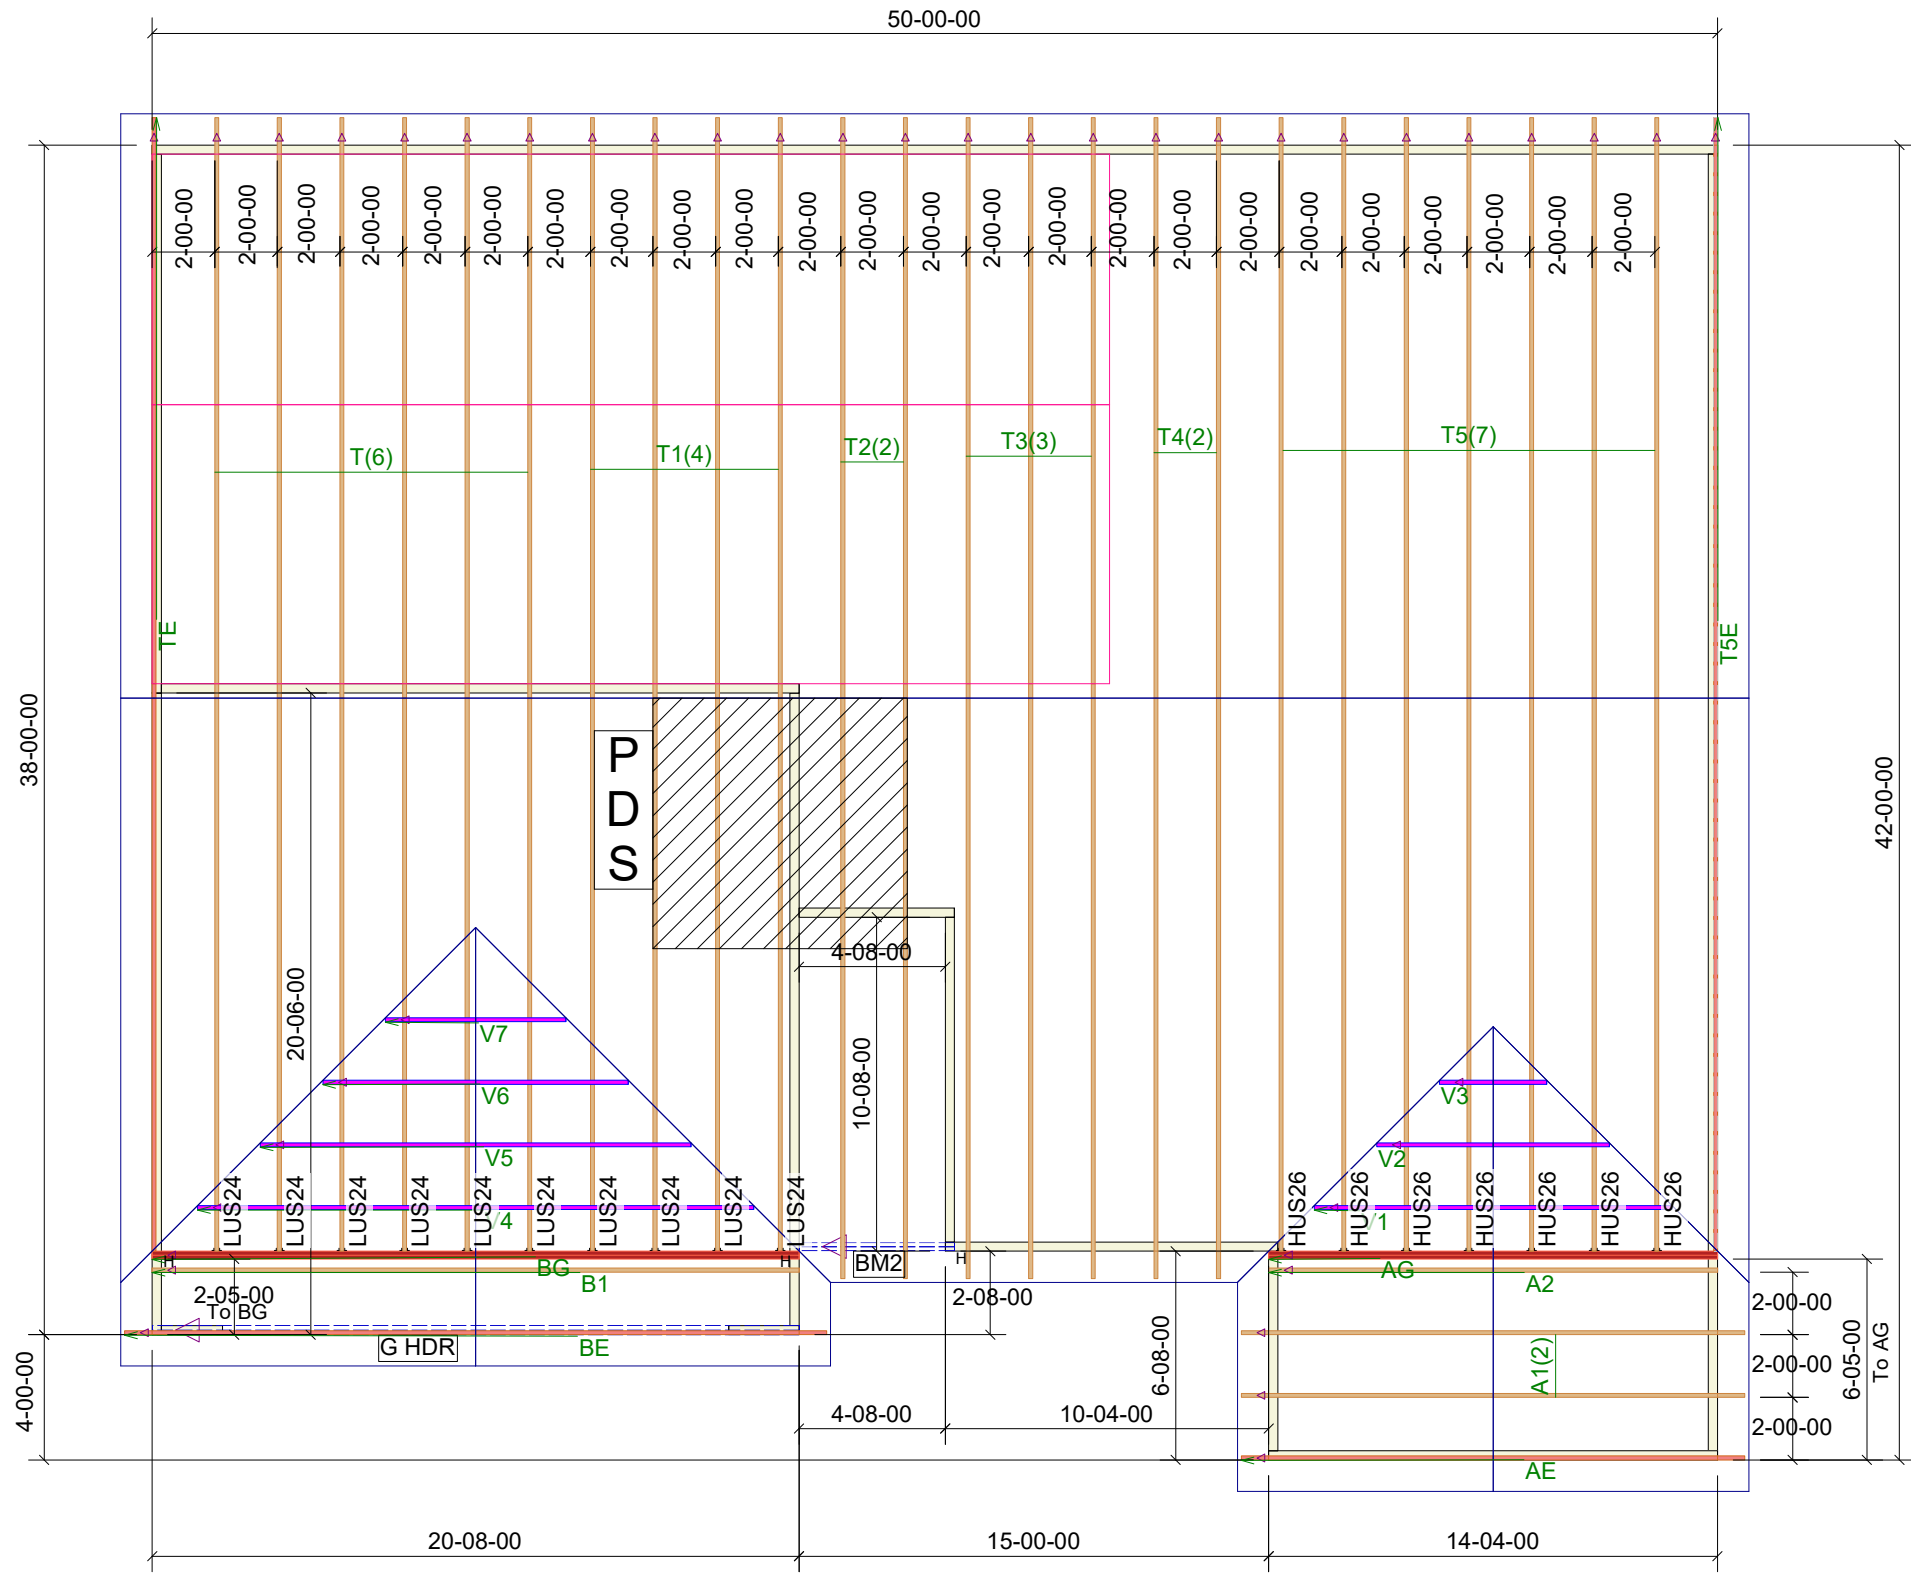 50-00-00
2-00-00 2-00-00 2-00-00 2-00-00 2-00-00 2-00-00 2-00-00 2-00-00 2-00-00 2-00-00 2-00-00 2-00-00 2-00-00 2-00-00 2-00-00 2-00-00 2-00-00 2-00-00 2-00-00 2-00-00 2-00-00 2-00-00 2-00-00 2-00-00
T(6) T1(4) T2(2) T3(3) T4(2) T5(7)
TE
T5E
38-00-00
42-00-00
P
D
S
4-08-00
20-06-00
10-08-00
V7
V6
V5
V3
V2
LUS24 LUS24 LUS24 LUS24 LUS24 LUS24 LUS24 LUS24 LUS24 LUS24
HUS26 HUS26 HUS26 HUS26 HUS26 HUS26 HUS26
V4
V1
H
H
H
BG
B1
BM2
AG
A2
2-05-00
To BG
2-08-00
G HDR
BE
2-00-00
2-00-00
2-00-00
A1(2)
6-05-00
To AG
6-08-00
4-00-00
4-08-00
10-04-00
AE
20-08-00
15-00-00
14-04-00